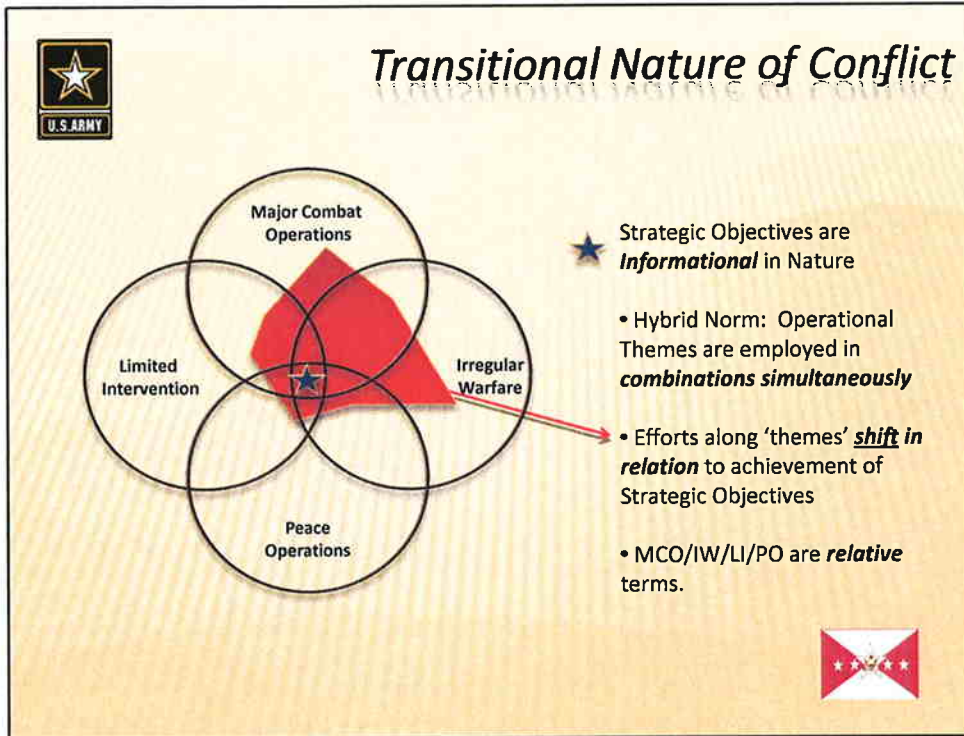 Transitional Nature of Conflict
U.S.ARMY
Major Combat
Operations
Limited
Intervention
Irregular
Warfare
Peace
Operations
Strategic Objectives are
Informational in Nature
• Hybrid Norm: Operational
Themes are employed in
combinations simultaneously
• Efforts along 'themes' shift in
relation to achievement of
Strategic Objectives
• MCO/IW/LI/PO are relative
terms.